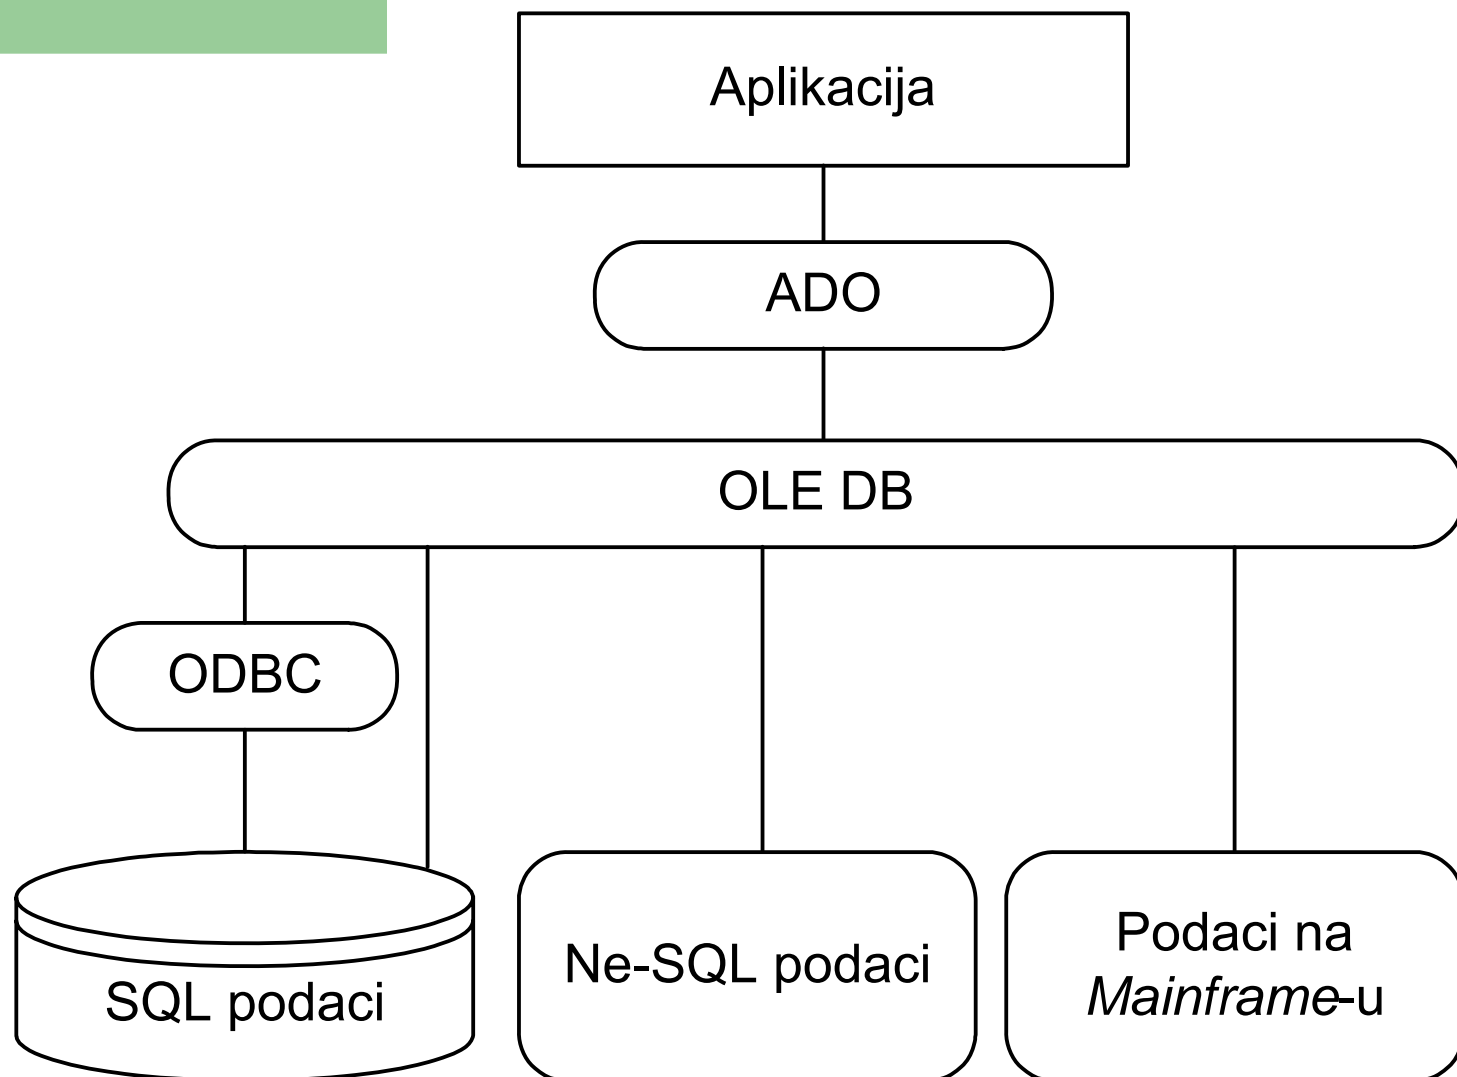 Aplikacija
ADO
OLE DB
ODBC
SQL podaci
Ne-SQL podaci
Podaci na
Mainframe-u